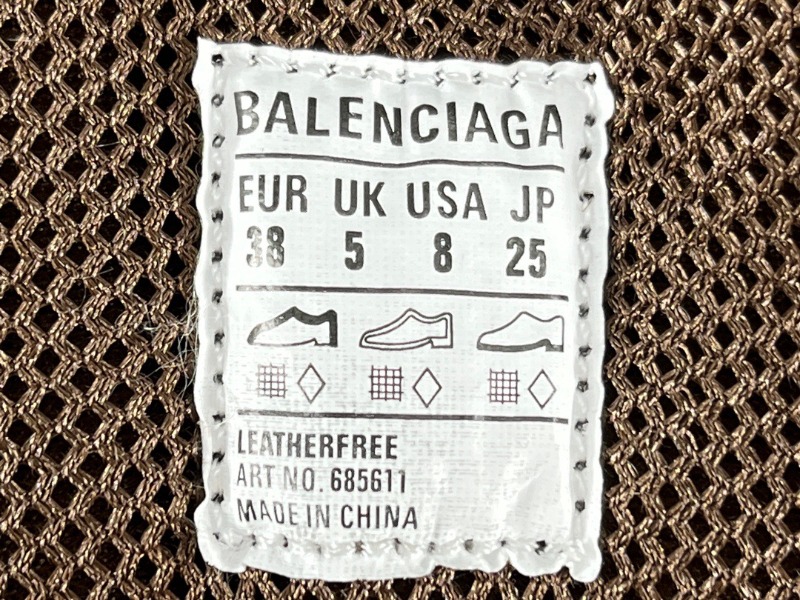 BALENCIAGA
EUR UK USA JP
38 5 8 25
LEATHERFREE
ART NO. 685611
MADE IN CHINA